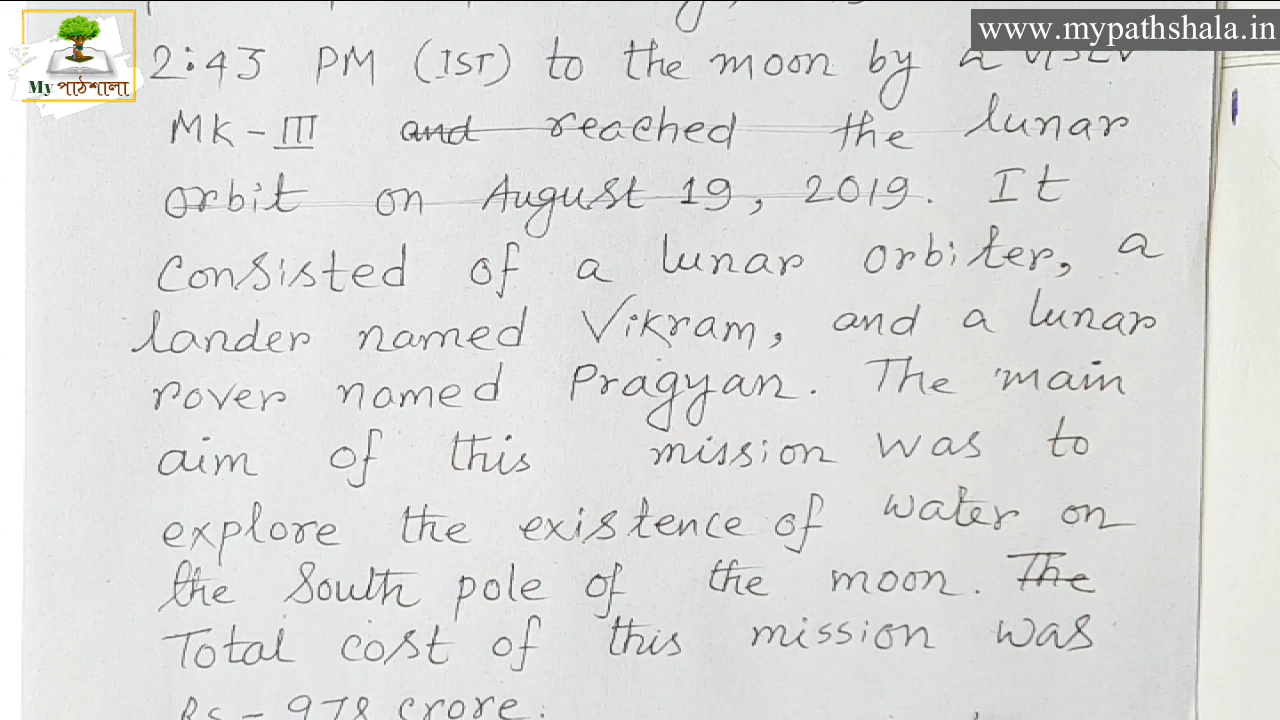 www.mypathshala.in
My পাঠশালা
2:43 PM (IST) to the moon by a
MK-III and reached the lunar
orbit on August 19, 2019. It
consisted of a lunar orbiter, a
lander named Vikram, and a lunar
rover named Pragyan. The main
aim of this mission was to
explore the existence of water on
the South pole of the moon. The
Total cost of this mission was
Rs - 978 crore.